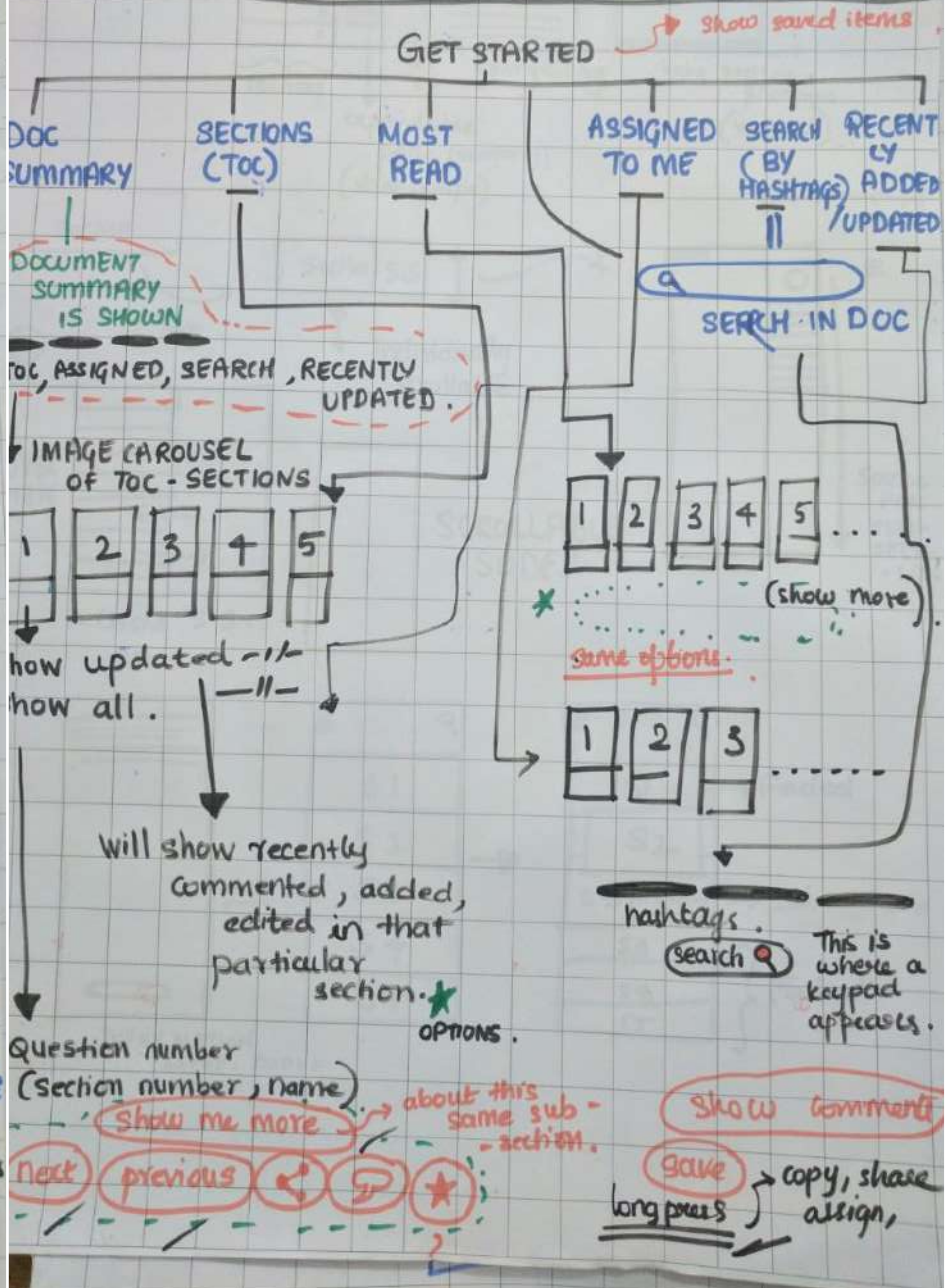 show saved items
GET STARTED
DOC
SUMMARY
SECTIONS
(TOC)
MOST
READ
ASSIGNED
TO ME
SEARCH
(BY
HASHTAGS)
RECENT
LY
ADDED
/UPDATED
DOCUMENT
SUMMARY
IS SHOWN
SEARCH IN DOC
TOC, ASSIGNED, SEARCH, RECENTLY
UPDATED.
IMAGE CAROUSEL
OF TOC - SECTIONS
1 2 3 4 5
1 2 3 4 5 ....
(show more)
same options.
how updated -11-
how all. -11-
1 2 3 ......
Will show recently
commented, added,
edited in that
particular
section.
OPTIONS.
hashtags.
search
This is
where a
keypad
appears.
Question number
(section number, name)
show me more
about this
same sub-
-section.
next
previous
show comment
save
long press
copy, share
assign,
?